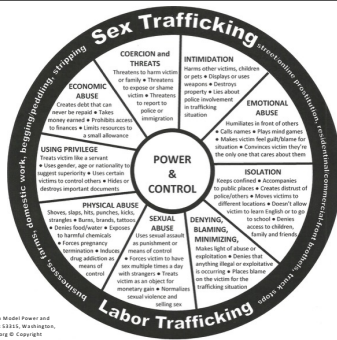 Sex Trafficking
street online prostitution, residential/commercial front brothels, truck stops
Labor Trafficking
businesses, farms, domestic work, begging/peddling, stripping
COERCION and
THREATS
Threatens to harm victim
or family • Threatens
to expose or shame
victim • Threatens
to report to
police or
immigration
INTIMIDATION
Harms other victims, children
or pets • Displays or uses
weapons • Destroys
property • Lies about
police involvement
in trafficking
situation
EMOTIONAL
ABUSE
Humiliates in front of others
• Calls names • Plays mind games
• Makes victim feel guilt/blame for
situation • Convinces victim they're
the only one that cares about them
ISOLATION
Keeps confined • Accompanies
to public places • Creates distrust of
police/others • Moves victims to
different locations • Doesn't allow
victim to learn English or to go
to school • Denies
access to children,
family and friends
DENYING,
BLAMING,
MINIMIZING,
Makes light of abuse or
exploitation • Denies that
anything illegal or exploitative
is occurring • Places blame
on the victim for the
trafficking situation
SEXUAL
ABUSE
Uses sexual assault
as punishment or
means of control
• Forces victim to have
sex multiple times a day
with strangers • Treats
victim as an object for
monetary gain • Normalizes
sexual violence and
selling sex
PHYSICAL ABUSE
Shoves, slaps, hits, punches, kicks,
strangles • Burns, brands, tattoos
• Denies food/water • Exposes
to harmful chemicals
• Forces pregnancy
termination • Induces
drug addiction as
means of
control
USING PRIVILEGE
Treats victim like a servant
• Uses gender, age or nationality to
suggest superiority • Uses certain
victims to control others • Hides or
destroys important documents
ECONOMIC
ABUSE
Creates debt that can
never be repaid • Takes
money earned • Prohibits access
to finances • Limits resources to
a small allowance
POWER
&
CONTROL
Model Power and
53315, Washington,
org © Copyright